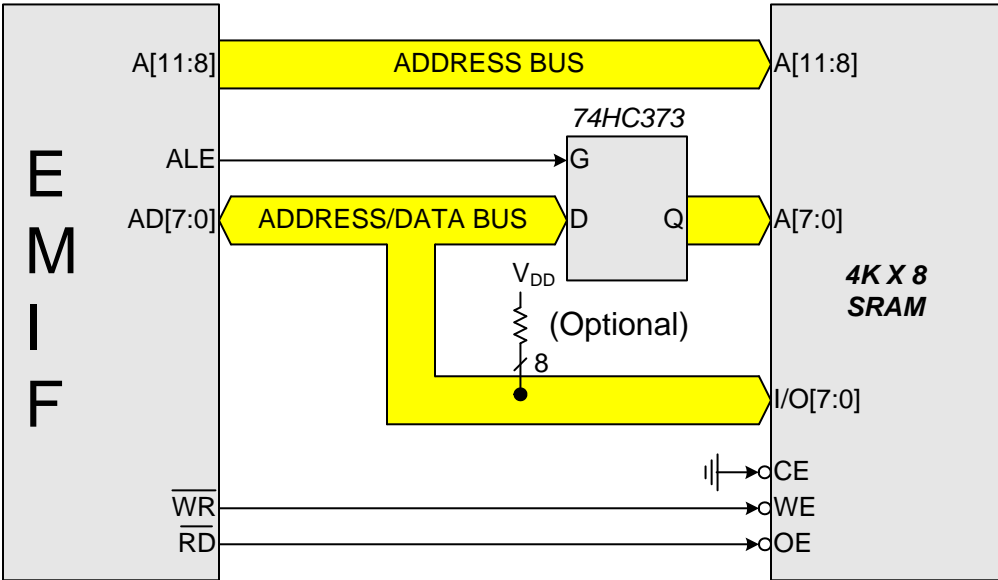 A[11:8]
ADDRESS BUS
A[11:8]
74HC373
ALE
G
E
M
I
F
AD[7:0]
ADDRESS/DATA BUS
D
Q
A[7:0]
VDD
(Optional)
8
4K X 8
SRAM
I/O[7:0]
CE
WR
WE
RD
OE